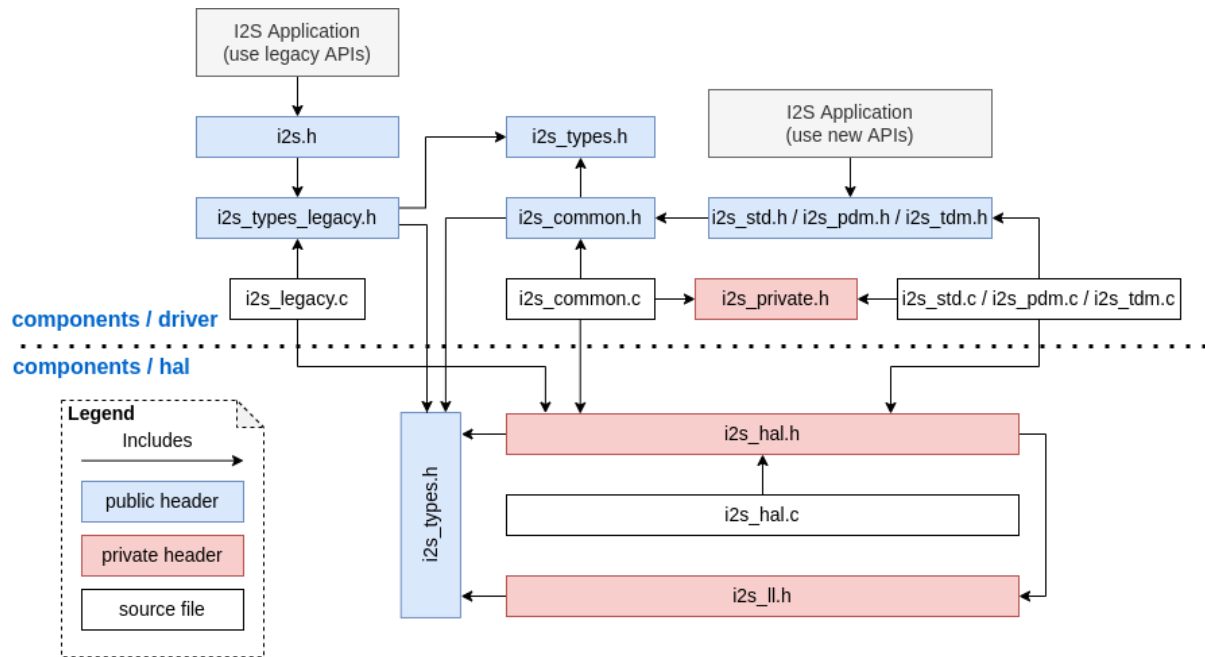 I2S Application
(use legacy APIs)
I2S Application
(use new APIs)
i2s.h
i2s_types.h
i2s_types_legacy.h
i2s_common.h
i2s_std.h / i2s_pdm.h / i2s_tdm.h
i2s_legacy.c
i2s_common.c
i2s_private.h
i2s_std.c / i2s_pdm.c / i2s_tdm.c
components / driver
components / hal
Legend
Includes
public header
private header
source file
i2s_types.h
i2s_hal.h
i2s_hal.c
i2s_ll.h